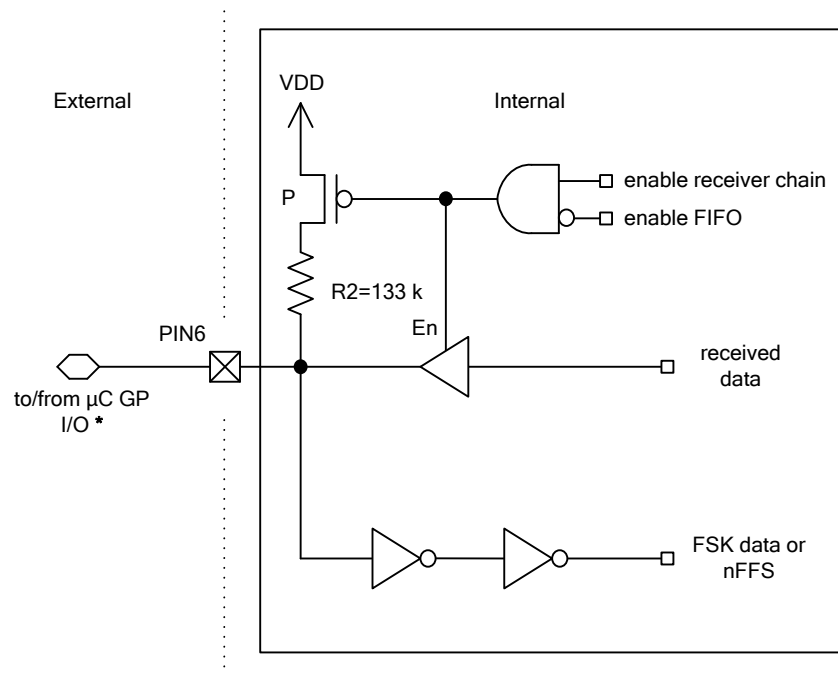 External
Internal
VDD
P
enable receiver chain
enable FIFO
R2=133 k
PIN6
En
received
data
to/from µC GP
I/O *
FSK data or
nFFS